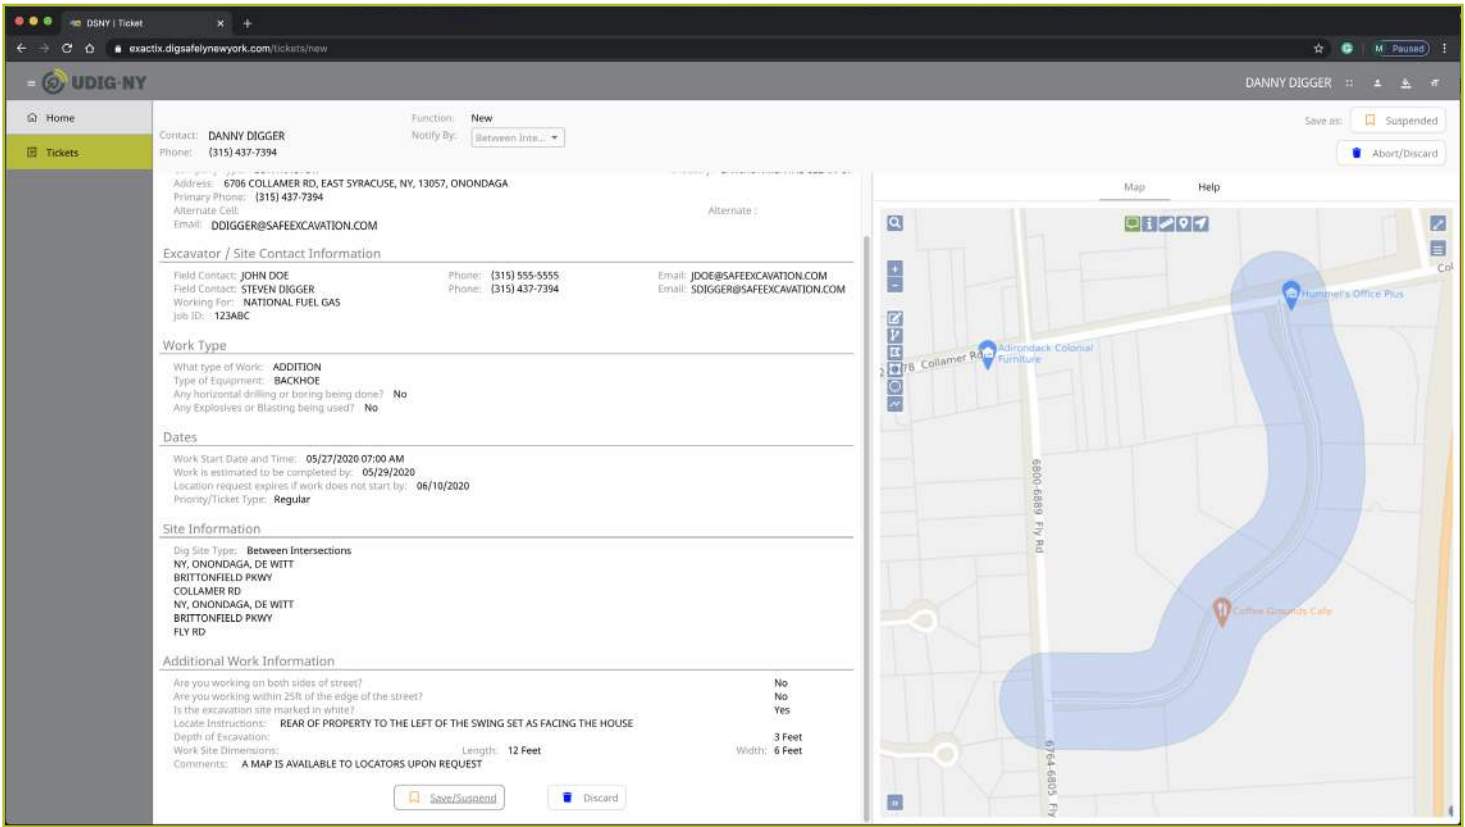 DSNY | Ticket
exactix.digsafelynewyork.com/tickets/new
M Paused
UDIG·NY
DANNY DIGGER
Home
Tickets
Contact: DANNY DIGGER
Phone: (315) 437-7394
Function: New
Notify By: Between Inte...
Save as: Suspended
Abort/Discard
Address: 6706 COLLAMER RD, EAST SYRACUSE, NY, 13057, ONONDAGA
Primary Phone: (315) 437-7394
Alternate Cell: Alternate :
Email: DDIGGER@SAFEEXCAVATION.COM
Excavator / Site Contact Information
Field Contact: JOHN DOE Phone: (315) 555-5555 Email: JDOE@SAFEEXCAVATION.COM
Field Contact: STEVEN DIGGER Phone: (315) 437-7394 Email: SDIGGER@SAFEEXCAVATION.COM
Working For: NATIONAL FUEL GAS
Job ID: 123ABC
Work Type
What type of Work: ADDITION
Type of Equipment: BACKHOE
Any horizontal drilling or boring being done? No
Any Explosives or Blasting being used? No
Dates
Work Start Date and Time: 05/27/2020 07:00 AM
Work is estimated to be completed by: 05/29/2020
Location request expires if work does not start by: 06/10/2020
Priority/Ticket Type: Regular
Site Information
Dig Site Type: Between Intersections
NY, ONONDAGA, DE WITT
BRITTONFIELD PKWY
COLLAMER RD
NY, ONONDAGA, DE WITT
BRITTONFIELD PKWY
FLY RD
Additional Work Information
Are you working on both sides of street? No
Are you working within 25ft of the edge of the street? No
Is the excavation site marked in white? Yes
Locate Instructions: REAR OF PROPERTY TO THE LEFT OF THE SWING SET AS FACING THE HOUSE
Depth of Excavation: 3 Feet
Work Site Dimensions: Length: 12 Feet Width: 6 Feet
Comments: A MAP IS AVAILABLE TO LOCATORS UPON REQUEST
Save/Suspend
Discard
Map
Help
Col
Hummel's Office Plus
Adirondack Colonial
Furniture
Collamer Rd
6800-6889 Fly Rd
Coffee Grounds Cafe
6764-6805 Fly